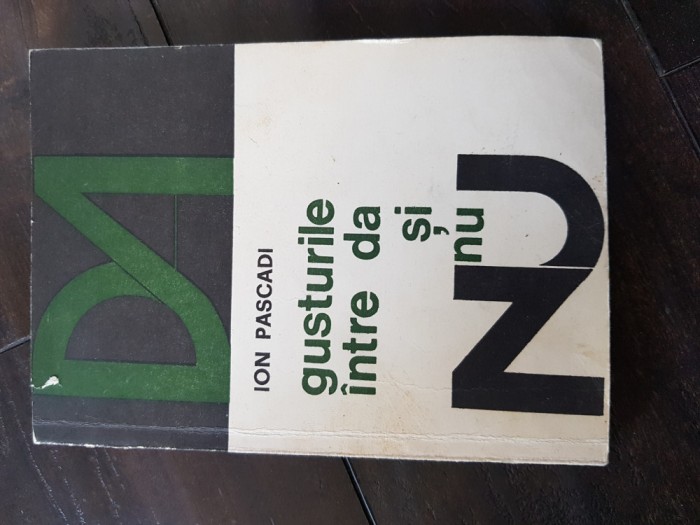 DA
ION PASCADI
gusturile
între da
și
nu
NU